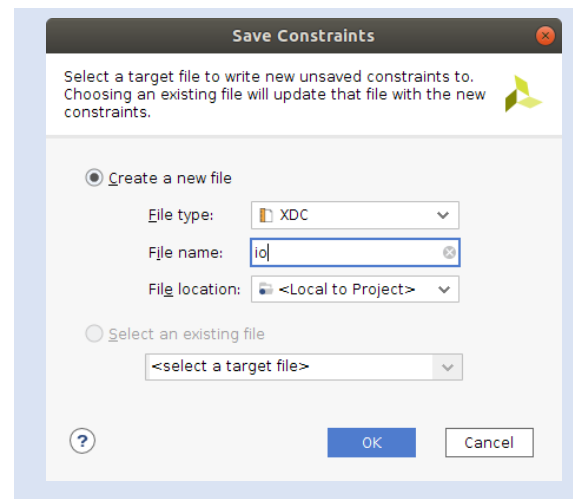 Save Constraints
Select a target file to write new unsaved constraints to.
Choosing an existing file will update that file with the new
constraints.
Create a new file
File type: XDC
File name: io
File location: <Local to Project>
Select an existing file
<select a target file>
? OK Cancel